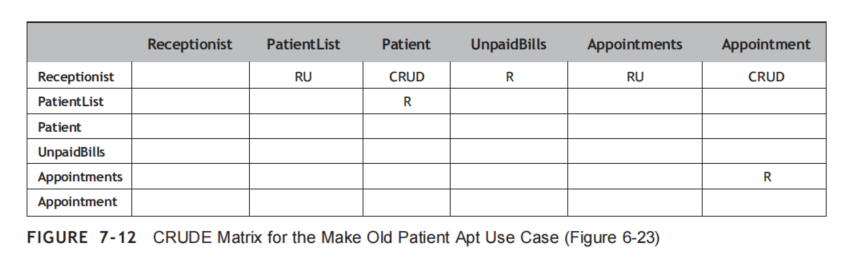 Receptionist PatientList Patient UnpaidBills Appointments Appointment
Receptionist RU CRUD R RU CRUD
PatientList R
Patient
UnpaidBills
Appointments R
Appointment
FIGURE 7-12 CRUDE Matrix for the Make Old Patient Apt Use Case (Figure 6-23)